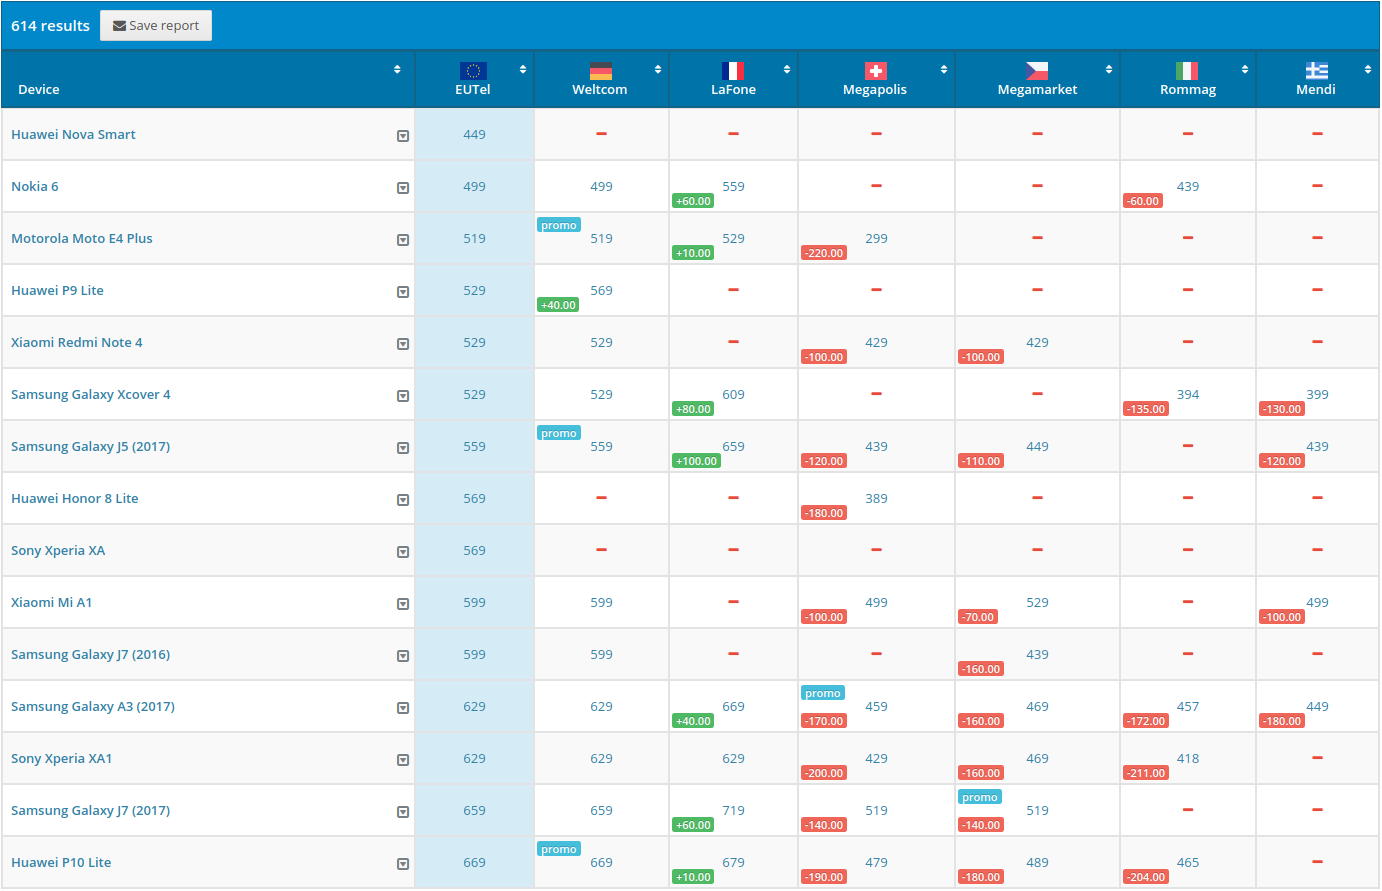 614 results Save report
Device EUTel Weltcom LaFone Megapolis Megamarket Rommag Mendi
Huawei Nova Smart 449 – – – – – –
Nokia 6 499 499 559 – – 439 –
+60.00 -60.00
promo
Motorola Moto E4 Plus 519 519 529 299 – – –
+10.00 -220.00
Huawei P9 Lite 529 569 – – – – –
+40.00
Xiaomi Redmi Note 4 529 529 – 429 429 – –
-100.00 -100.00
Samsung Galaxy Xcover 4 529 529 609 – – 394 399
+80.00 -135.00 -130.00
promo
Samsung Galaxy J5 (2017) 559 559 659 439 449 – 439
+100.00 -120.00 -110.00 -120.00
Huawei Honor 8 Lite 569 – – 389 – – –
-180.00
Sony Xperia XA 569 – – – – – –
Xiaomi Mi A1 599 599 – 499 529 – 499
-100.00 -70.00 -100.00
Samsung Galaxy J7 (2016) 599 599 – – 439 – –
-160.00
promo
Samsung Galaxy A3 (2017) 629 629 669 459 469 457 449
+40.00 -170.00 -160.00 -172.00 -180.00
Sony Xperia XA1 629 629 629 429 469 418 –
-200.00 -160.00 -211.00
promo
Samsung Galaxy J7 (2017) 659 659 719 519 519 – –
+60.00 -140.00 -140.00
promo
Huawei P10 Lite 669 669 679 479 489 465 –
+10.00 -190.00 -180.00 -204.00